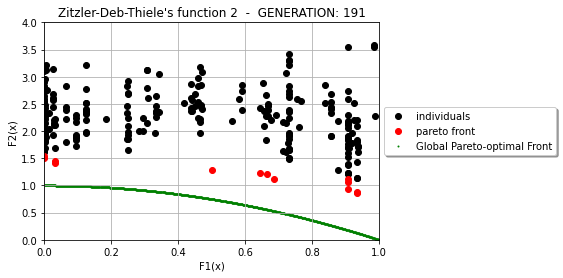 Zitzler-Deb-Thiele's function 2 - GENERATION: 191
4.0
3.5
3.0
2.5
2.0
1.5
1.0
0.5
0.0
F2(x)
0.0 0.2 0.4 0.6 0.8 1.0
F1(x)
individuals
pareto front
Global Pareto-optimal Front